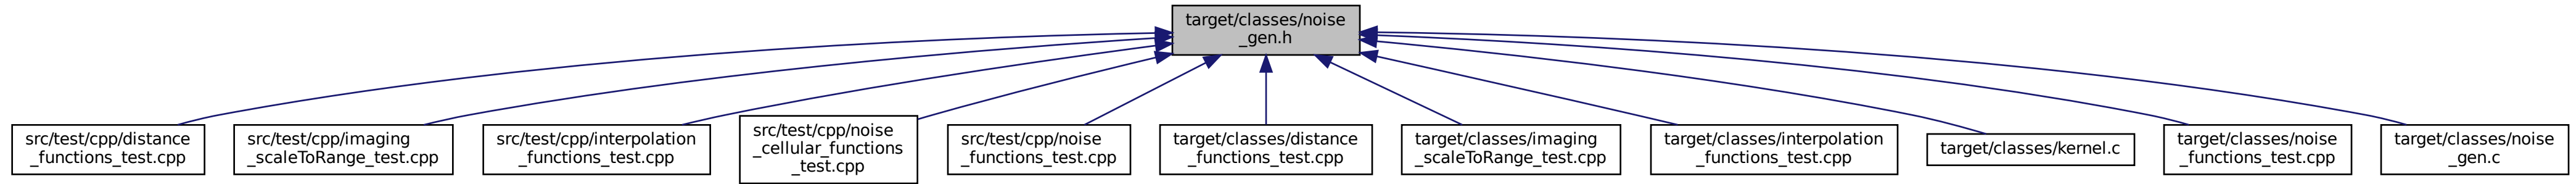 target/classes/noise
_gen.h
src/test/cpp/distance
_functions_test.cpp
src/test/cpp/imaging
_scaleToRange_test.cpp
src/test/cpp/interpolation
_functions_test.cpp
src/test/cpp/noise
_cellular_functions
_test.cpp
src/test/cpp/noise
_functions_test.cpp
target/classes/distance
_functions_test.cpp
target/classes/imaging
_scaleToRange_test.cpp
target/classes/interpolation
_functions_test.cpp
target/classes/kernel.c
target/classes/noise
_functions_test.cpp
target/classes/noise
_gen.c